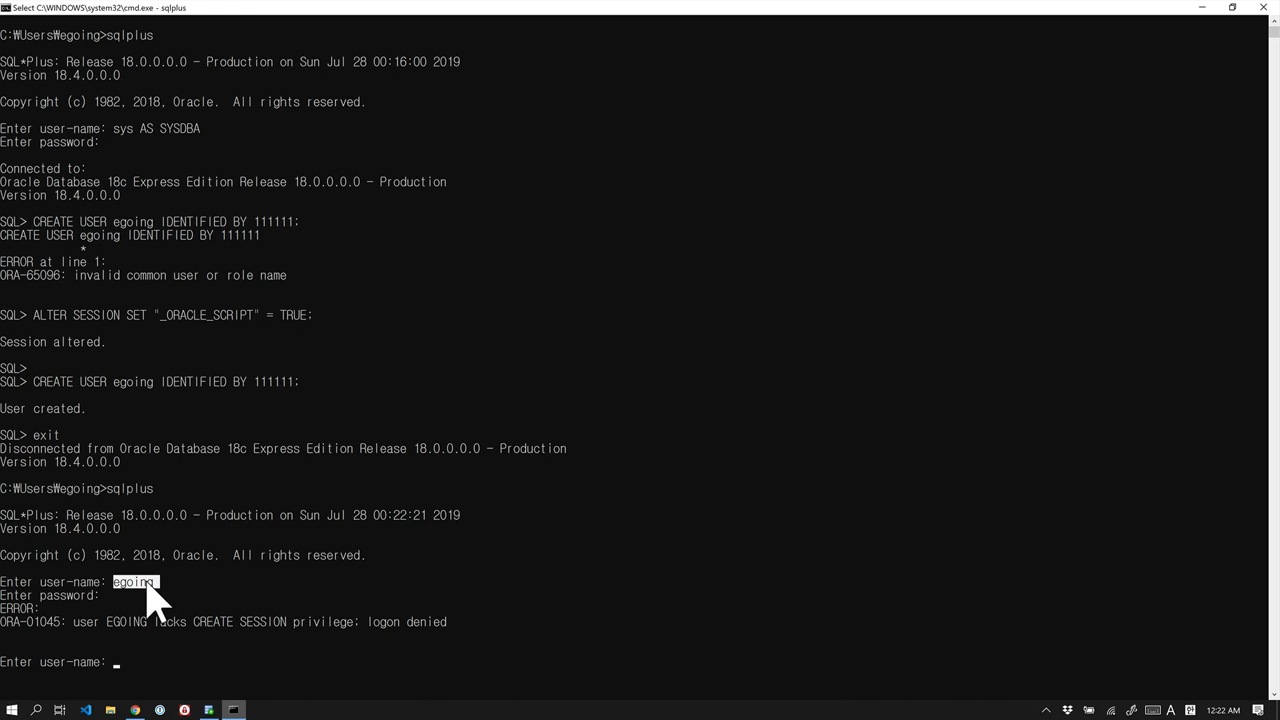 Select C:\WINDOWS\system32\cmd.exe - sqlplus
C:₩Users₩egoing>sqlplus
SQL*Plus: Release 18.0.0.0.0 - Production on Sun Jul 28 00:16:00 2019
Version 18.4.0.0.0
Copyright (c) 1982, 2018, Oracle.  All rights reserved.
Enter user-name: sys AS SYSDBA
Enter password:
Connected to:
Oracle Database 18c Express Edition Release 18.0.0.0.0 - Production
Version 18.4.0.0.0
SQL> CREATE USER egoing IDENTIFIED BY 111111;
CREATE USER egoing IDENTIFIED BY 111111
*
ERROR at line 1:
ORA-65096: invalid common user or role name
SQL> ALTER SESSION SET "_ORACLE_SCRIPT" = TRUE;
Session altered.
SQL>
SQL> CREATE USER egoing IDENTIFIED BY 111111;
User created.
SQL> exit
Disconnected from Oracle Database 18c Express Edition Release 18.0.0.0.0 - Production
Version 18.4.0.0.0
C:₩Users₩egoing>sqlplus
SQL*Plus: Release 18.0.0.0.0 - Production on Sun Jul 28 00:22:21 2019
Version 18.4.0.0.0
Copyright (c) 1982, 2018, Oracle.  All rights reserved.
Enter user-name: egoing
Enter password:
ERROR:
ORA-01045: user EGOING lacks CREATE SESSION privilege; logon denied
Enter user-name:
A 12:22 AM